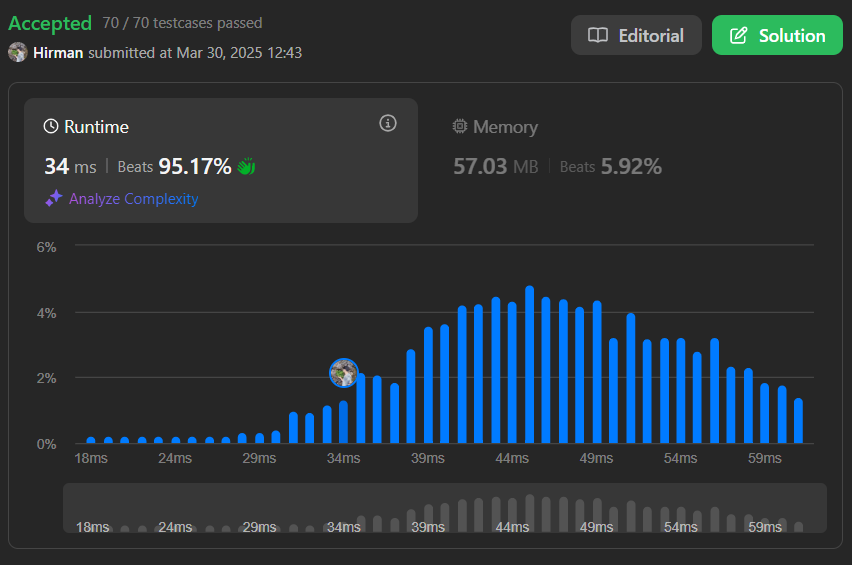 Accepted 70 / 70 testcases passed
Editorial
Solution
Hirman submitted at Mar 30, 2025 12:43
Runtime
34 ms | Beats 95.17%
Analyze Complexity
Memory
57.03 MB | Beats 5.92%
6%
4%
2%
0%
18ms 24ms 29ms 34ms 39ms 44ms 49ms 54ms 59ms
18ms 24ms 29ms 34ms 39ms 44ms 49ms 54ms 59ms